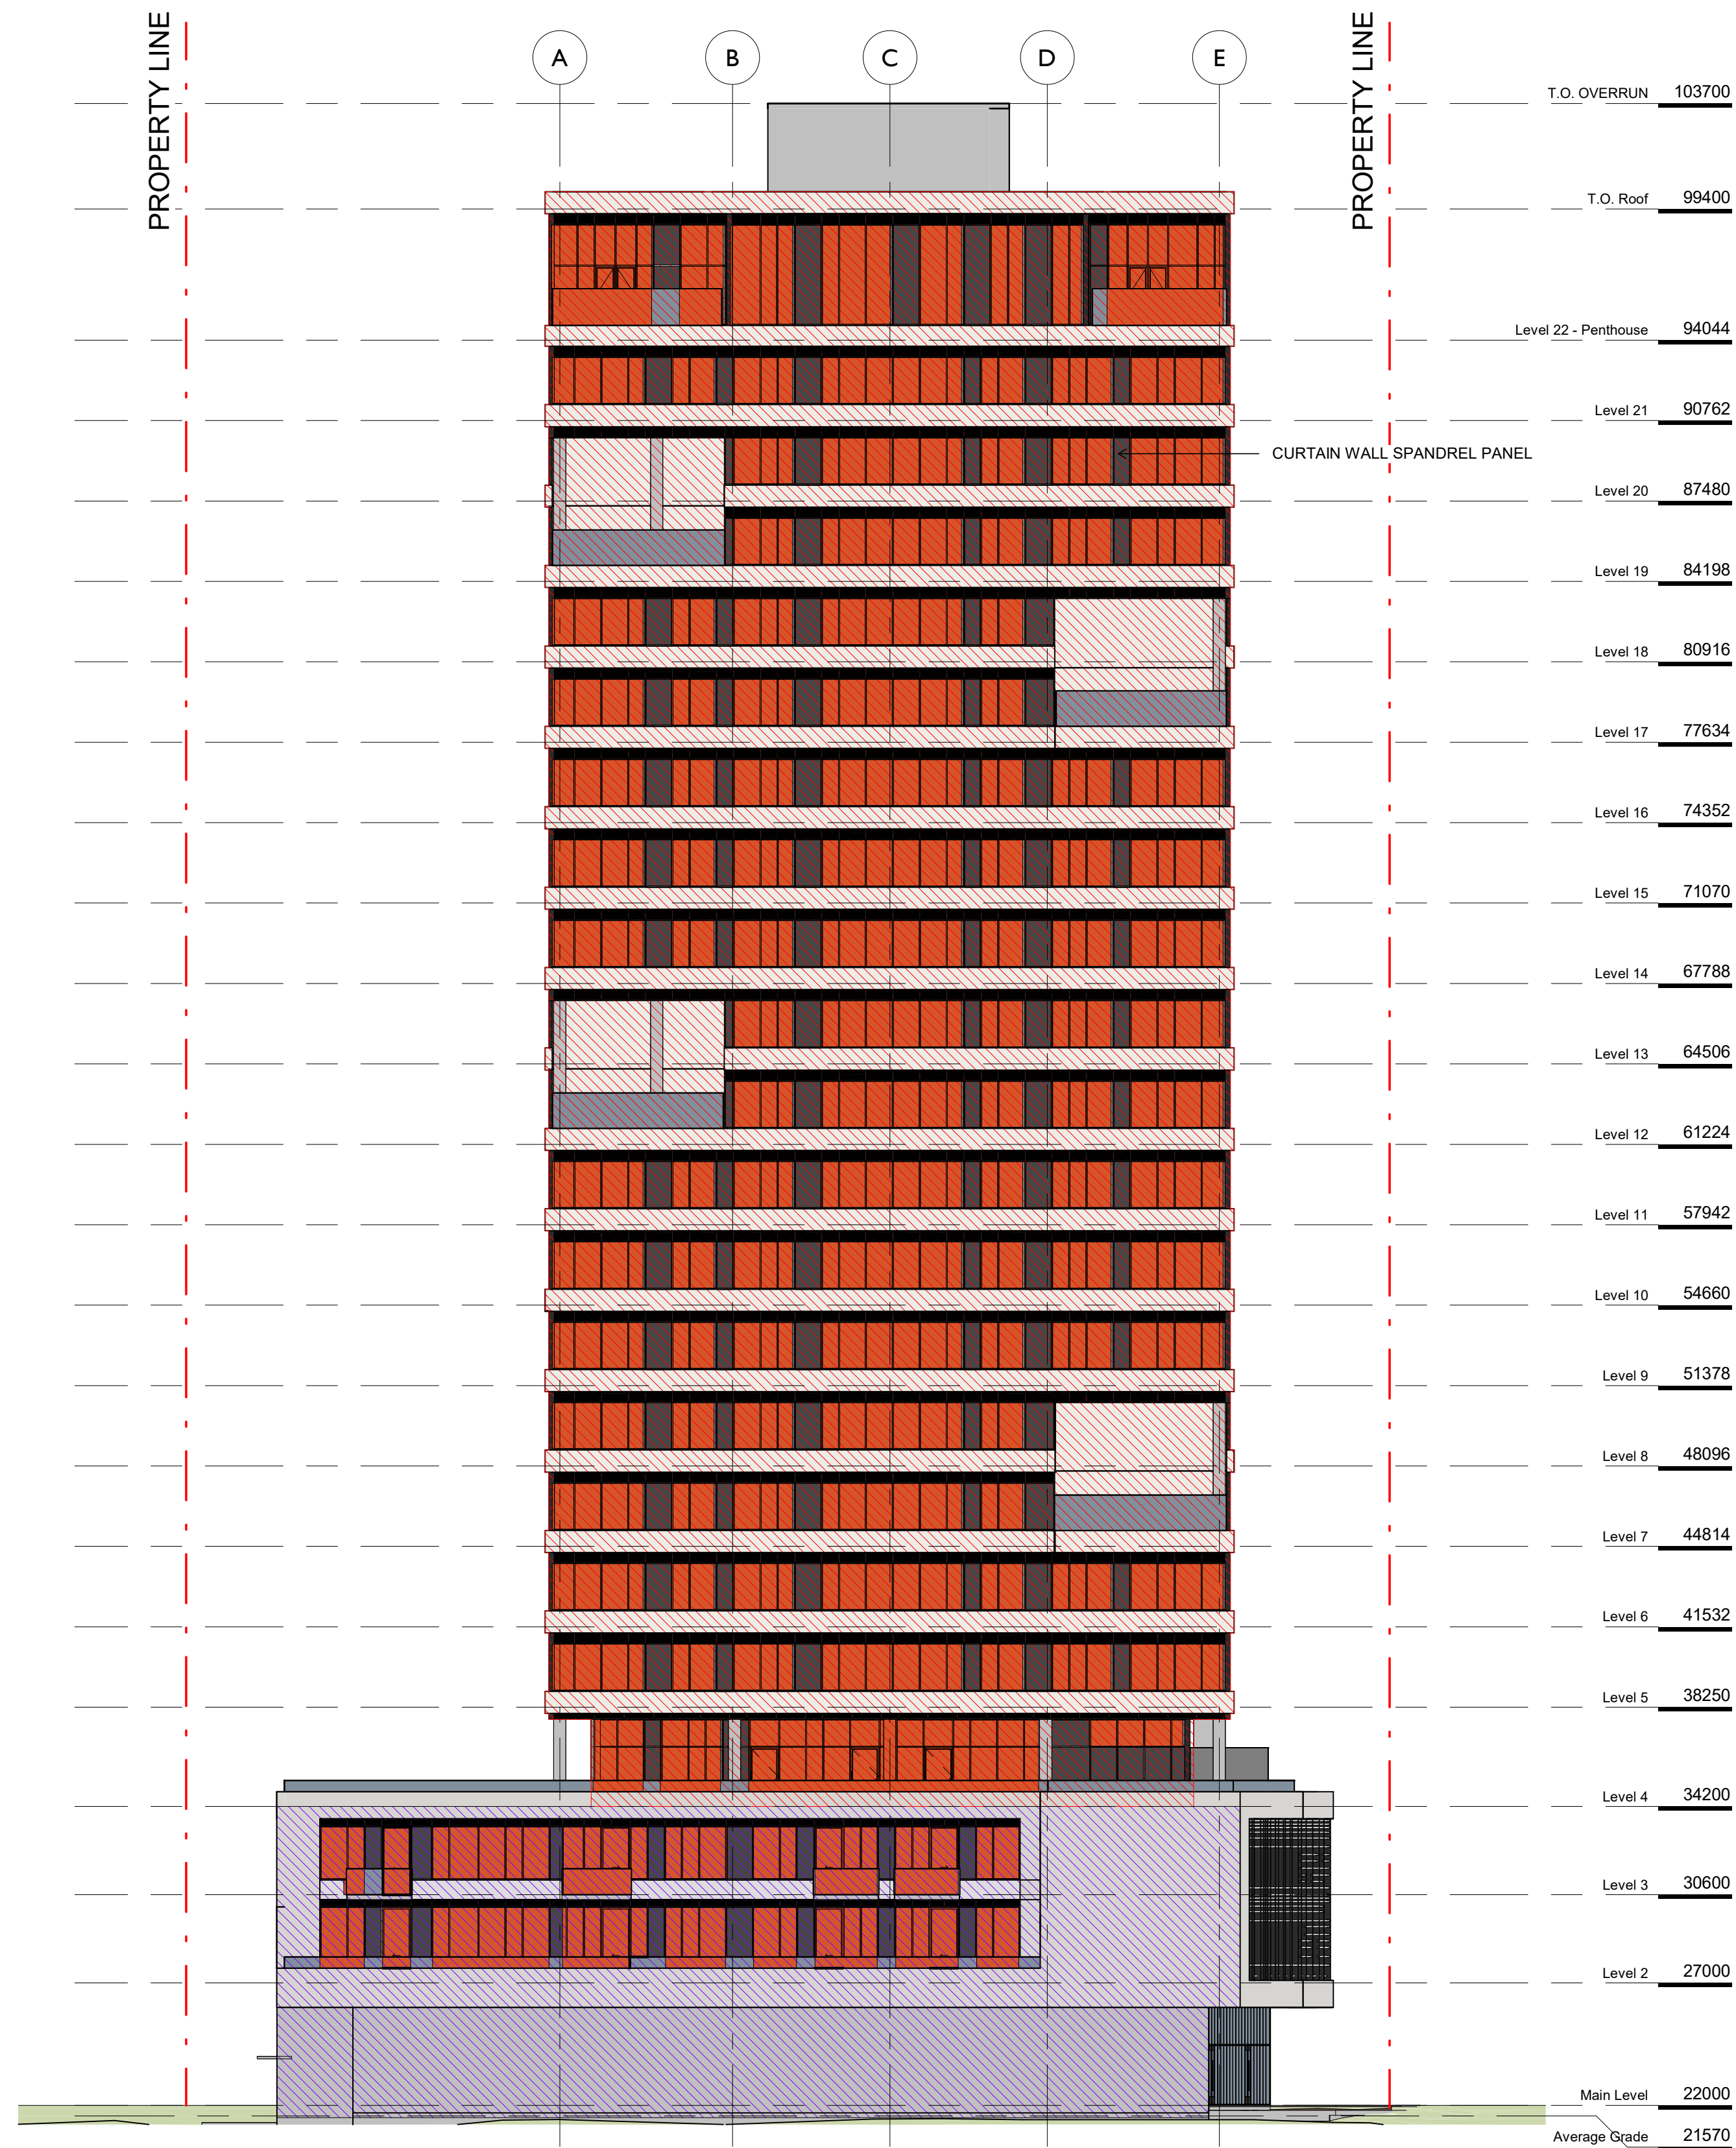 PROPERTY LINE
A
B
C
D
E
PROPERTY LINE
T.O. OVERRUN 103700
T.O. Roof 99400
Level 22 - Penthouse 94044
Level 21 90762
CURTAIN WALL SPANDREL PANEL
Level 20 87480
Level 19 84198
Level 18 80916
Level 17 77634
Level 16 74352
Level 15 71070
Level 14 67788
Level 13 64506
Level 12 61224
Level 11 57942
Level 10 54660
Level 9 51378
Level 8 48096
Level 7 44814
Level 6 41532
Level 5 38250
Level 4 34200
Level 3 30600
Level 2 27000
Main Level 22000
Average Grade 21570